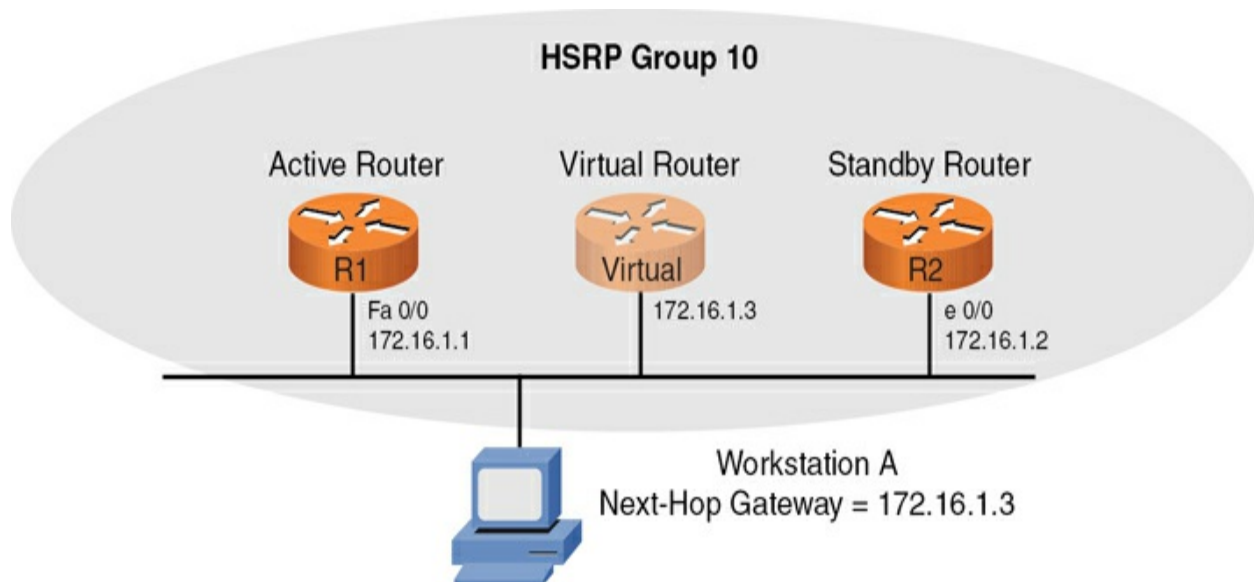 HSRP Group 10
Active Router
Virtual Router
Standby Router
R1
Virtual
R2
Fa 0/0
172.16.1.1
172.16.1.3
e 0/0
172.16.1.2
Workstation A
Next-Hop Gateway = 172.16.1.3